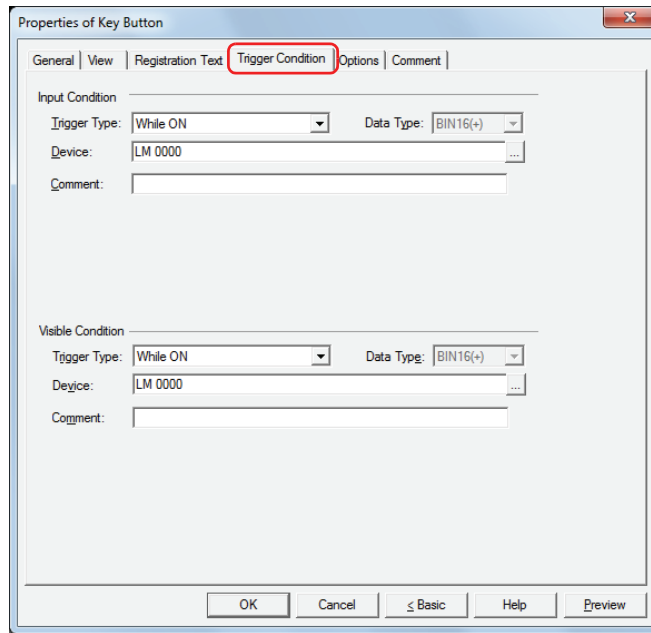 Properties of Key Button
General View Registration Text Trigger Condition Options Comment
Input Condition
Trigger Type: While ON Data Type: BIN16(+)
Device: LM 0000 ...
Comment:
Visible Condition
Trigger Type: While ON Data Type: BIN16(+)
Device: LM 0000 ...
Comment:
OK Cancel < Basic Help Preview